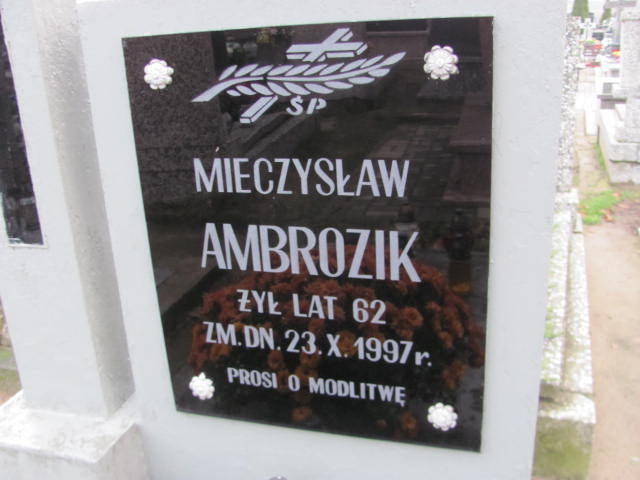 ŚP
MIECZYSŁAW
AMBROZIK
ŻYŁ LAT 62
ZM. DN. 23. X. 1997 r.
PROSI O MODLITWĘ